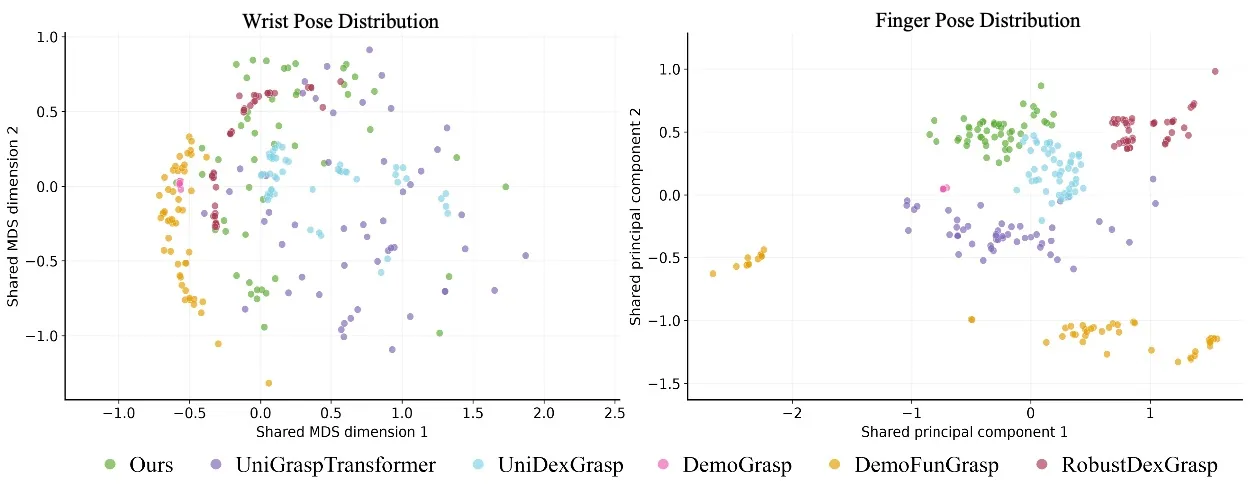 Wrist Pose Distribution
1.0
0.5
0.0
−0.5
−1.0
Shared MDS dimension 2
−1.0
−0.5
0.0
0.5
1.0
1.5
2.0
2.5
Shared MDS dimension 1
Finger Pose Distribution
1.0
0.5
0.0
−0.5
−1.0
−1.5
Shared principal component 2
−2
−1
0
1
Shared principal component 1
Ours
UniGraspTransformer
UniDexGrasp
DemoGrasp
DemoFunGrasp
RobustDexGrasp